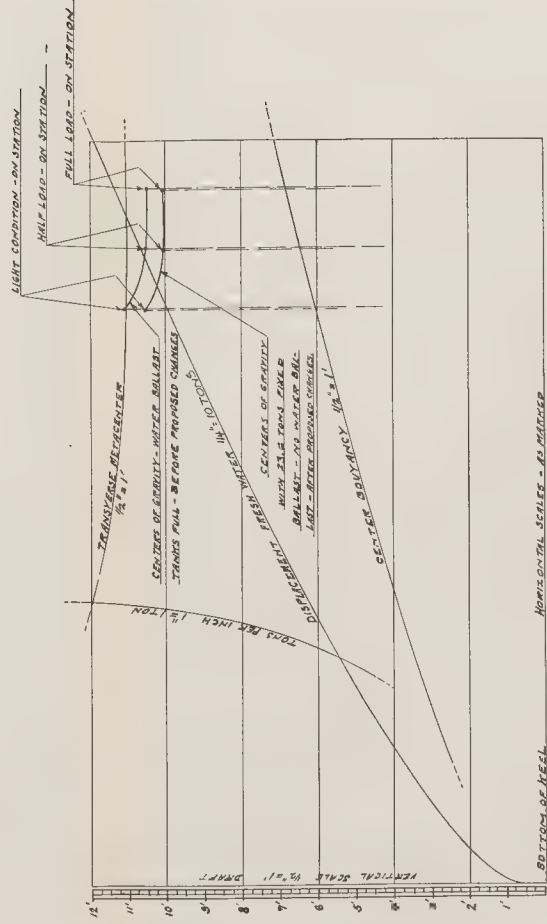 LIGHT CONDITION - ON STATION
HALF LOAD - ON STATION
FULL LOAD - ON STATION
TRANSVERSE METACENTER
1/2" = 1'
CENTERS OF GRAVITY - WATER BALLAST
TANKS FULL - BEFORE PROPOSED CHANGES
DISPLACEMENT FRESH WATER 1 1/4" = 10 TONS
CENTERS OF GRAVITY
WITH 23.2 TONS FIXED
BALLAST - NO WATER BAL-
LAST - AFTER PROPOSED CHANGES.
TONS PER INCH 1" = 1 TON
CENTER BOUYANCY 1/2" = 1'
VERTICAL SCALE 1/2" = 1' DRAFT
12'
11'
10'
9'
8'
7'
6'
5'
4'
3'
2'
1'
BOTTOM OF KEEL
HORIZONTAL SCALES - AS MARKED